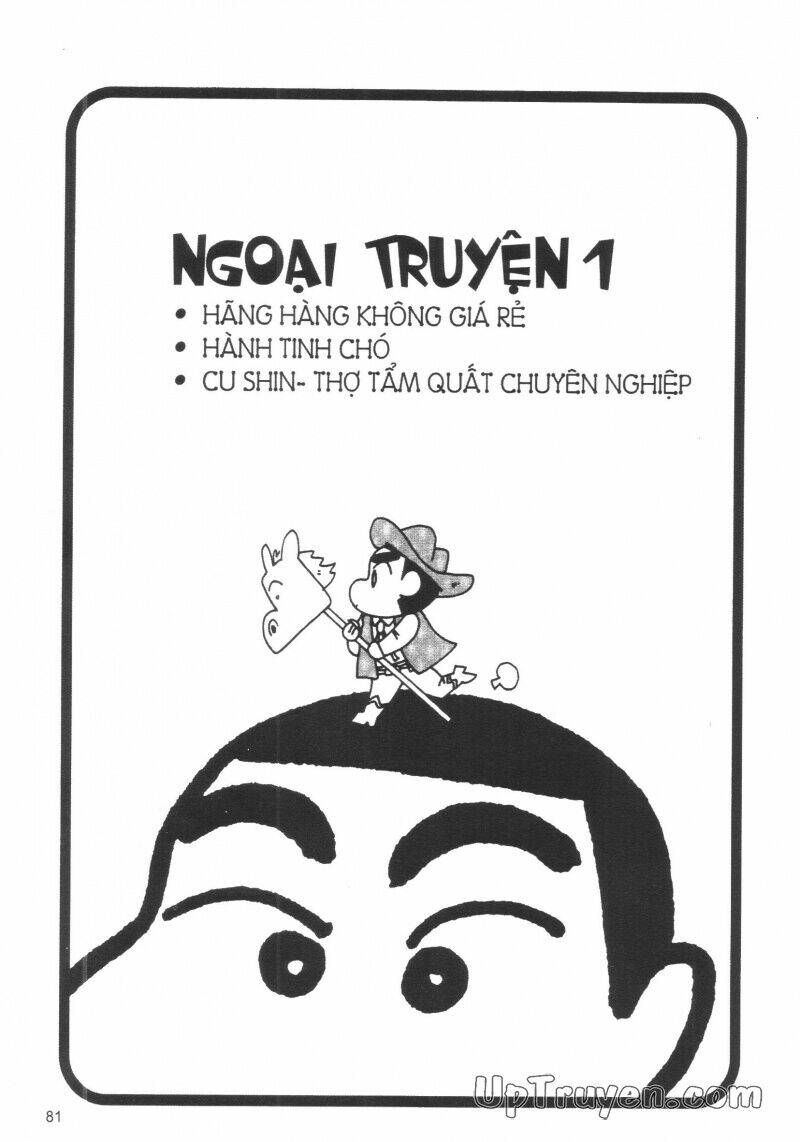 NGOẠI TRUYỆN 1
• HÃNG HÀNG KHÔNG GIÁ RẺ
• HÀNH TINH CHÓ
• CU SHIN- THỢ TẨM QUẤT CHUYÊN NGHIỆP
81
UpTruyen.com